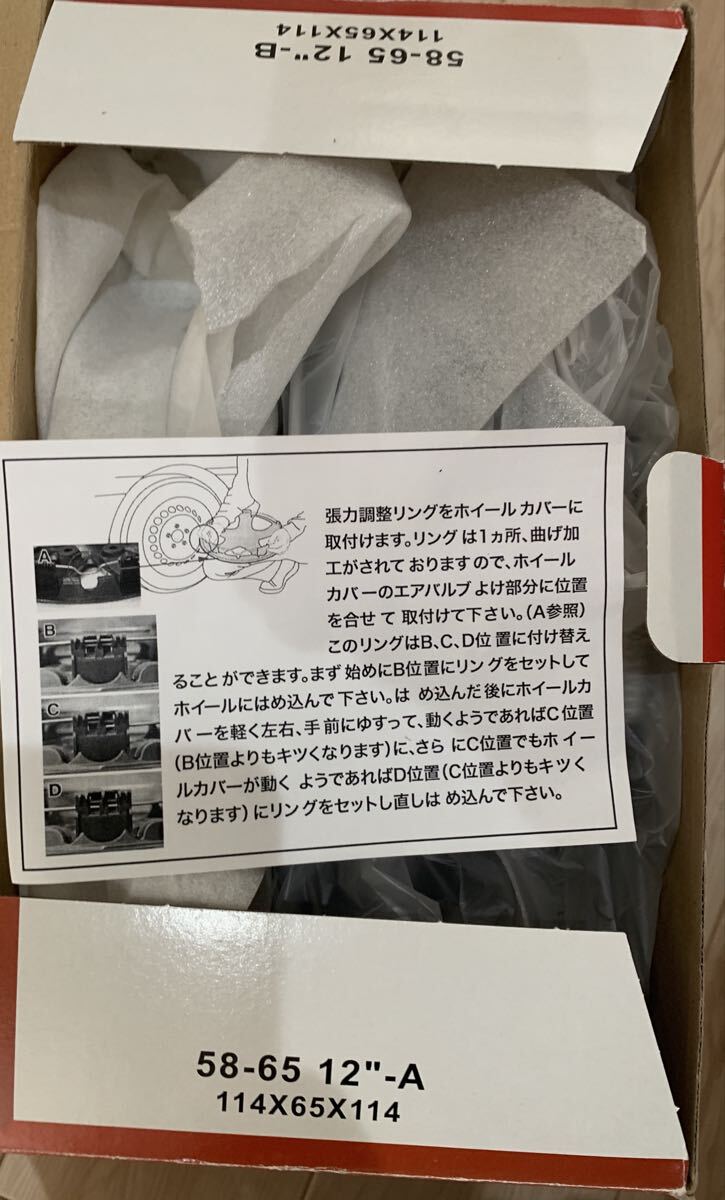 58-65 12"-B
114X65X114
張力調整リングをホイールカバーに
取付けます。リングは1ヵ所、曲げ加
工がされておりますので、ホイール
カバーのエアバルブよけ部分に位置
を合せて取付けて下さい。(A参照)
このリングはB、C、D位置に付け替え
ることができます。まず始めにB位置にリングをセットして
ホイールにはめ込んで下さい。はめ込んだ後にホイールカ
バーを軽く左右、手前にゆすって、動くようであればC位置
(B位置よりもキツくなります)に、さらにC位置でもホイー
ルカバーが動くようであればD位置(C位置よりもキツく
なります)にリングをセットし直しはめ込んで下さい。
A
B
C
D
58-65 12"-A
114X65X114